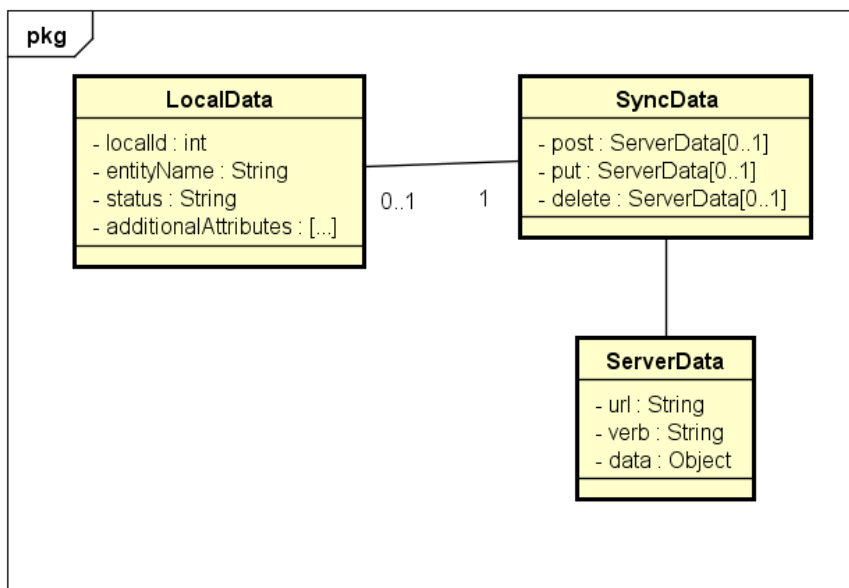 pkg
LocalData
- localId : int
- entityName : String
- status : String
- additionalAttributes : [...]
0..1
1
SyncData
- post : ServerData[0..1]
- put : ServerData[0..1]
- delete : ServerData[0..1]
ServerData
- url : String
- verb : String
- data : Object